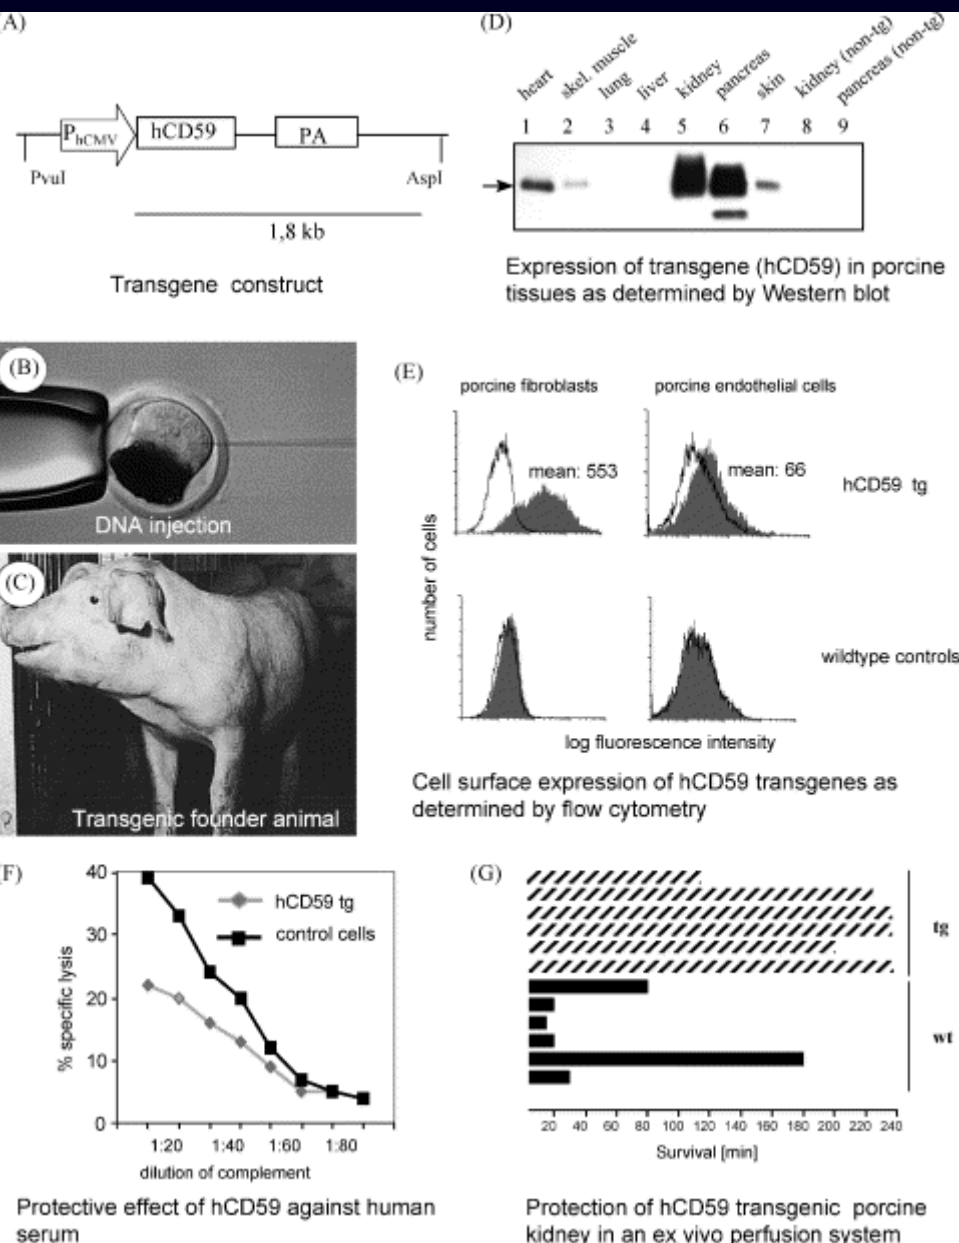 (A)
P hCMV
hCD59
PA
PvuI
AspI
1,8 kb
Transgene construct
(B)
DNA injection
(C)
Transgenic founder animal
(D)
heart
skel. muscle
lung
liver
kidney
pancreas
skin
kidney (non-tg)
pancreas (non-tg)
1 2 3 4 5 6 7 8 9
Expression of transgene (hCD59) in porcine
tissues as determined by Western blot
(E)
porcine fibroblasts
porcine endothelial cells
mean: 553
mean: 66
hCD59 tg
number of cells
wildtype controls
log fluorescence intensity
Cell surface expression of hCD59 transgenes as
determined by flow cytometry
(F)
40
30
20
10
0
% specific lysis
hCD59 tg
control cells
1:20 1:40 1:60 1:80
dilution of complement
Protective effect of hCD59 against human
serum
(G)
tg
wt
20 40 60 80 100 120 140 160 180 200 220 240
Survival [min]
Protection of hCD59 transgenic porcine
kidney in an ex vivo perfusion system